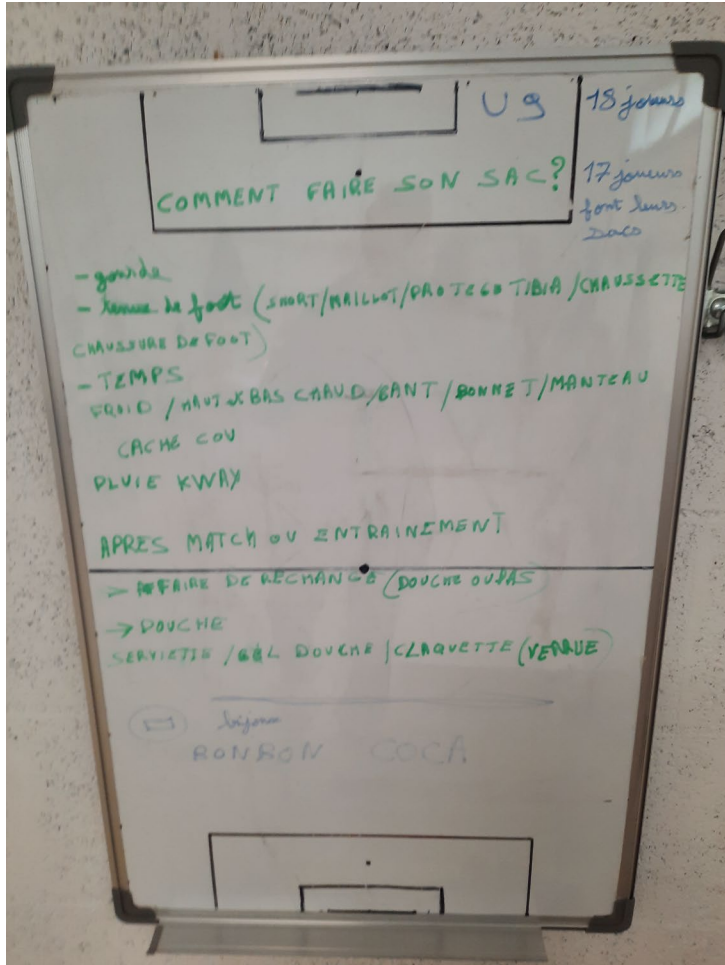 U9
18 joueurs
COMMENT FAIRE SON SAC?
17 joueurs
font leurs
sacs
- gourde
- tenue de foot (SHORT/MAILLOT/PROTEGE TIBIA/CHAUSSETTE
CHAUSSURE DE FOOT)
- TEMPS
FROID / HAUT & BAS CHAUD/GANT/BONNET/MANTEAU
CACHE COU
PLUIE KWAY
APRES MATCH OU ENTRAINEMENT
> AFFAIRE DE RECHANGE (DOUCHE OU PAS)
→ DOUCHE
SERVIETTE / GEL DOUCHE / CLAQUETTE (VERRUE)
bijoux
BONBON COCA